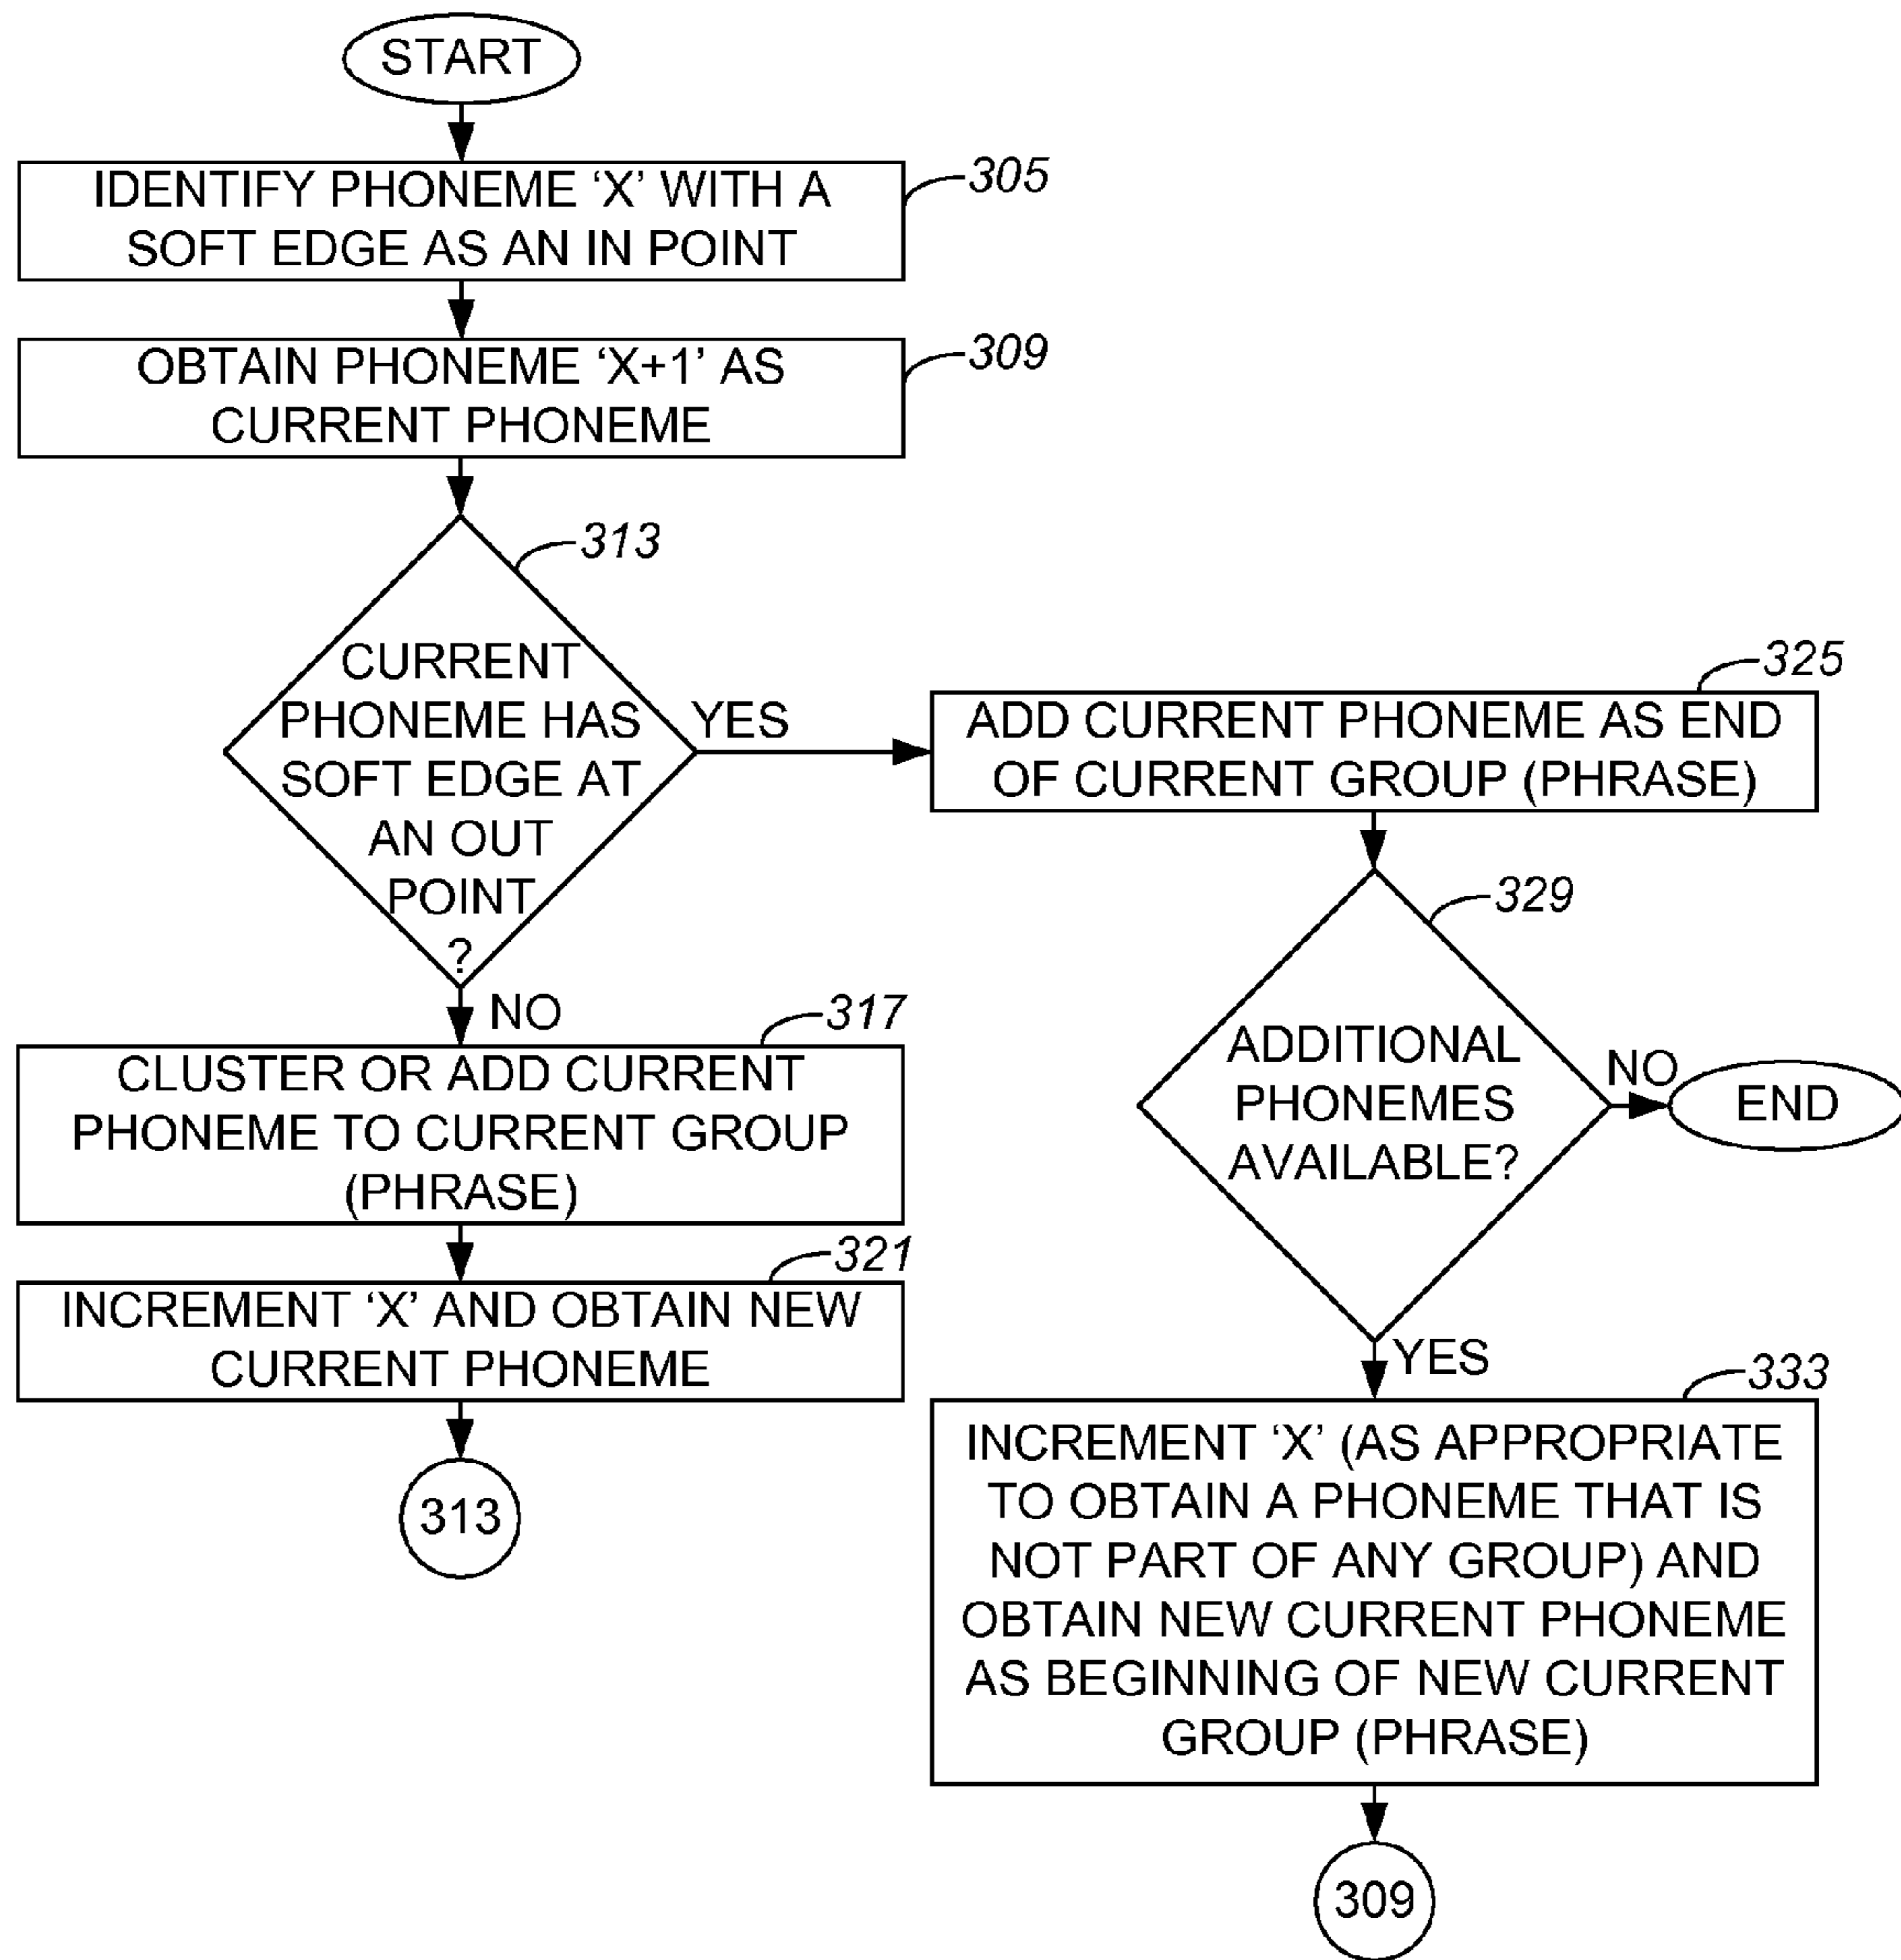 START
IDENTIFY PHONEME ‘X’ WITH A
SOFT EDGE AS AN IN POINT
305
OBTAIN PHONEME ‘X+1’ AS
CURRENT PHONEME
309
313
CURRENT
PHONEME HAS
SOFT EDGE AT
AN OUT
POINT
?
YES
NO
317
CLUSTER OR ADD CURRENT
PHONEME TO CURRENT GROUP
(PHRASE)
321
INCREMENT ‘X’ AND OBTAIN NEW
CURRENT PHONEME
313
325
ADD CURRENT PHONEME AS END
OF CURRENT GROUP (PHRASE)
329
ADDITIONAL
PHONEMES
AVAILABLE?
NO
END
YES
333
INCREMENT ‘X’ (AS APPROPRIATE
TO OBTAIN A PHONEME THAT IS
NOT PART OF ANY GROUP) AND
OBTAIN NEW CURRENT PHONEME
AS BEGINNING OF NEW CURRENT
GROUP (PHRASE)
309